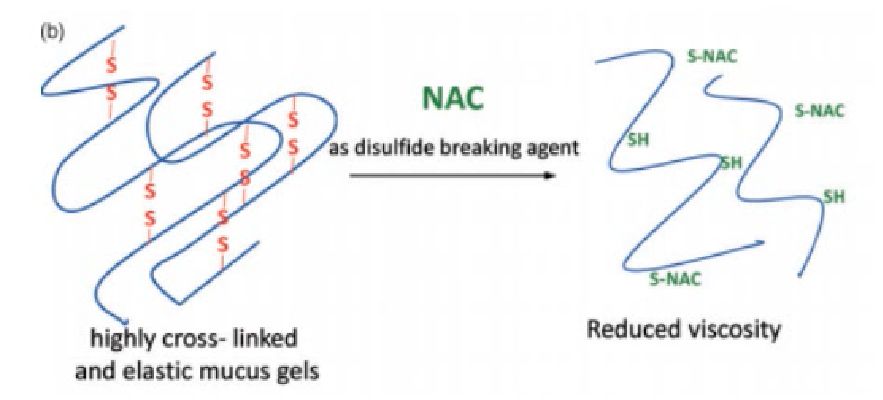 (b)
S
S
S
S
S
S
S
S
S
S
S
S
highly cross- linked
and elastic mucus gels
NAC
as disulfide breaking agent
S-NAC
S-NAC
SH
SH
SH
S-NAC
Reduced viscosity